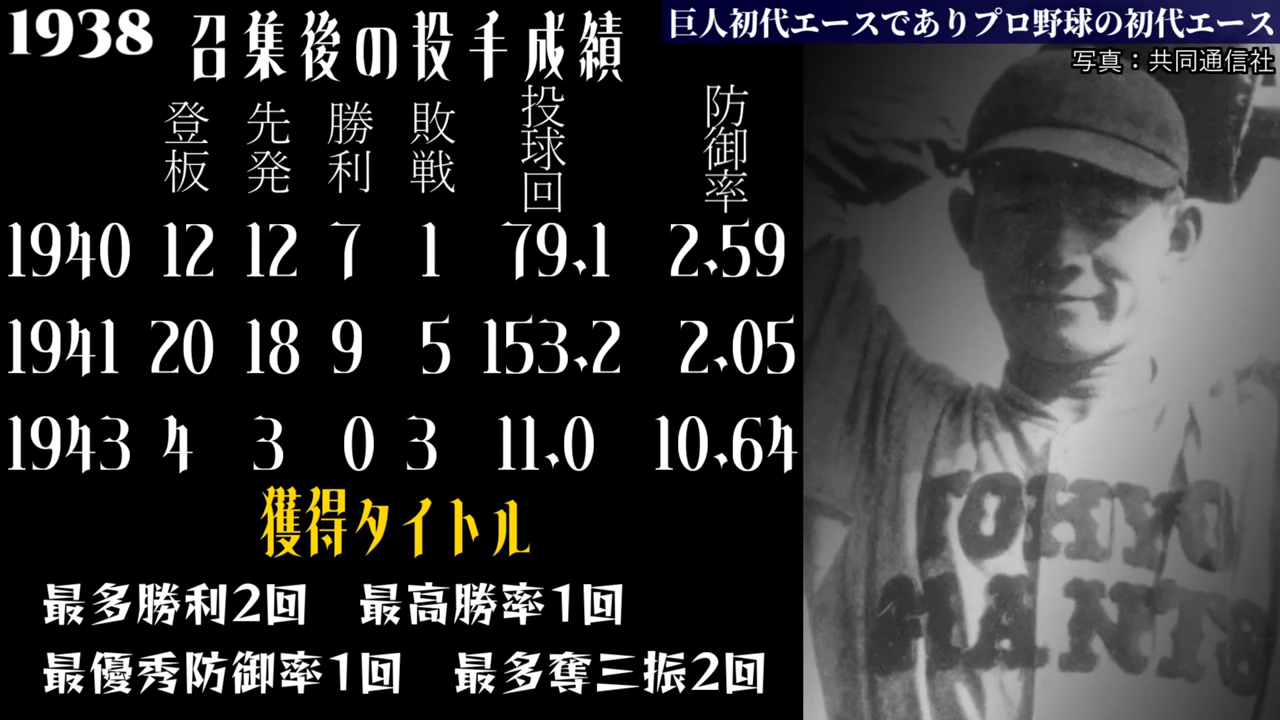 1938 召集後の投手成績
巨人初代エースでありプロ野球の初代エース
写真：共同通信社
登板 先発 勝利 敗戦 投球回 防御率
1940 12 12 7 1 79.1 2.59
1941 20 18 9 5 153.2 2.05
1943 4 3 0 3 11.0 10.64
獲得タイトル
最多勝利2回 最高勝率1回
最優秀防御率1回 最多奪三振2回
TOKYO
GIANTS